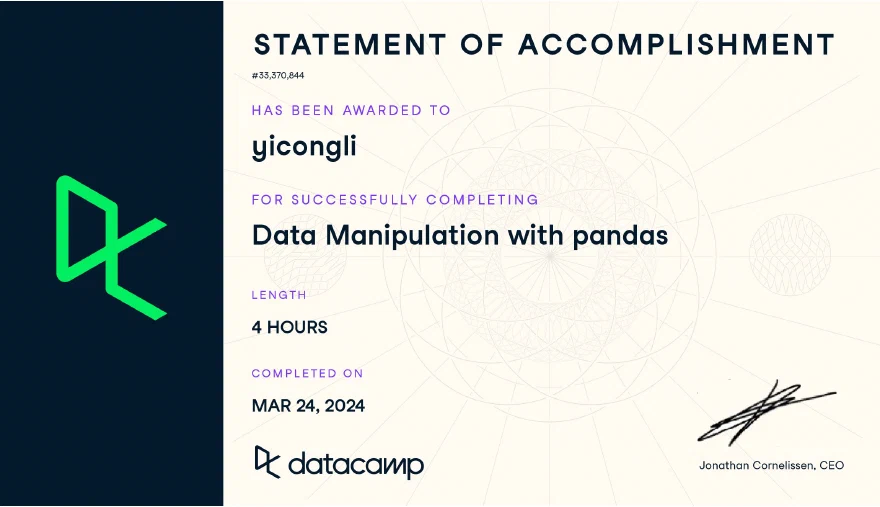 STATEMENT OF ACCOMPLISHMENT
#33,370,844
HAS BEEN AWARDED TO
yicongli
FOR SUCCESSFULLY COMPLETING
Data Manipulation with pandas
LENGTH
4 HOURS
COMPLETED ON
MAR 24, 2024
datacamp
Jonathan Cornelissen, CEO